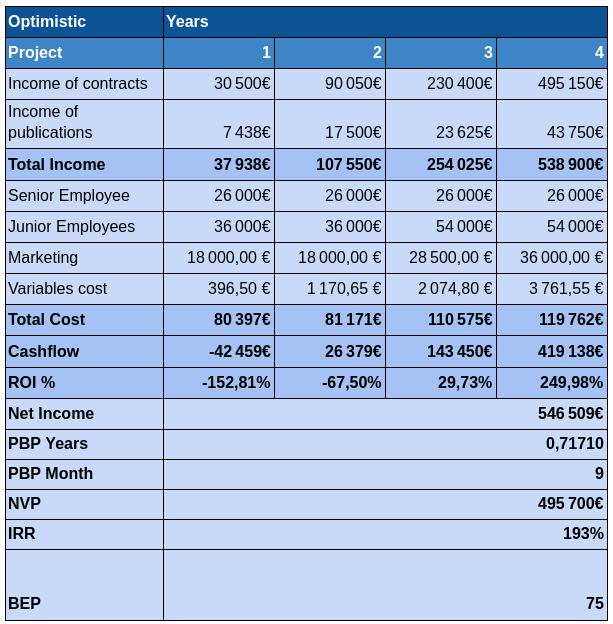 Optimistic Years
Project 1 2 3 4
Income of contracts 30 500€ 90 050€ 230 400€ 495 150€
Income of
publications 7 438€ 17 500€ 23 625€ 43 750€
Total Income 37 938€ 107 550€ 254 025€ 538 900€
Senior Employee 26 000€ 26 000€ 26 000€ 26 000€
Junior Employees 36 000€ 36 000€ 54 000€ 54 000€
Marketing 18 000,00 € 18 000,00 € 28 500,00 € 36 000,00 €
Variables cost 396,50 € 1 170,65 € 2 074,80 € 3 761,55 €
Total Cost 80 397€ 81 171€ 110 575€ 119 762€
Cashflow -42 459€ 26 379€ 143 450€ 419 138€
ROI % -152,81% -67,50% 29,73% 249,98%
Net Income 546 509€
PBP Years 0,71710
PBP Month 9
NVP 495 700€
IRR 193%
BEP 75